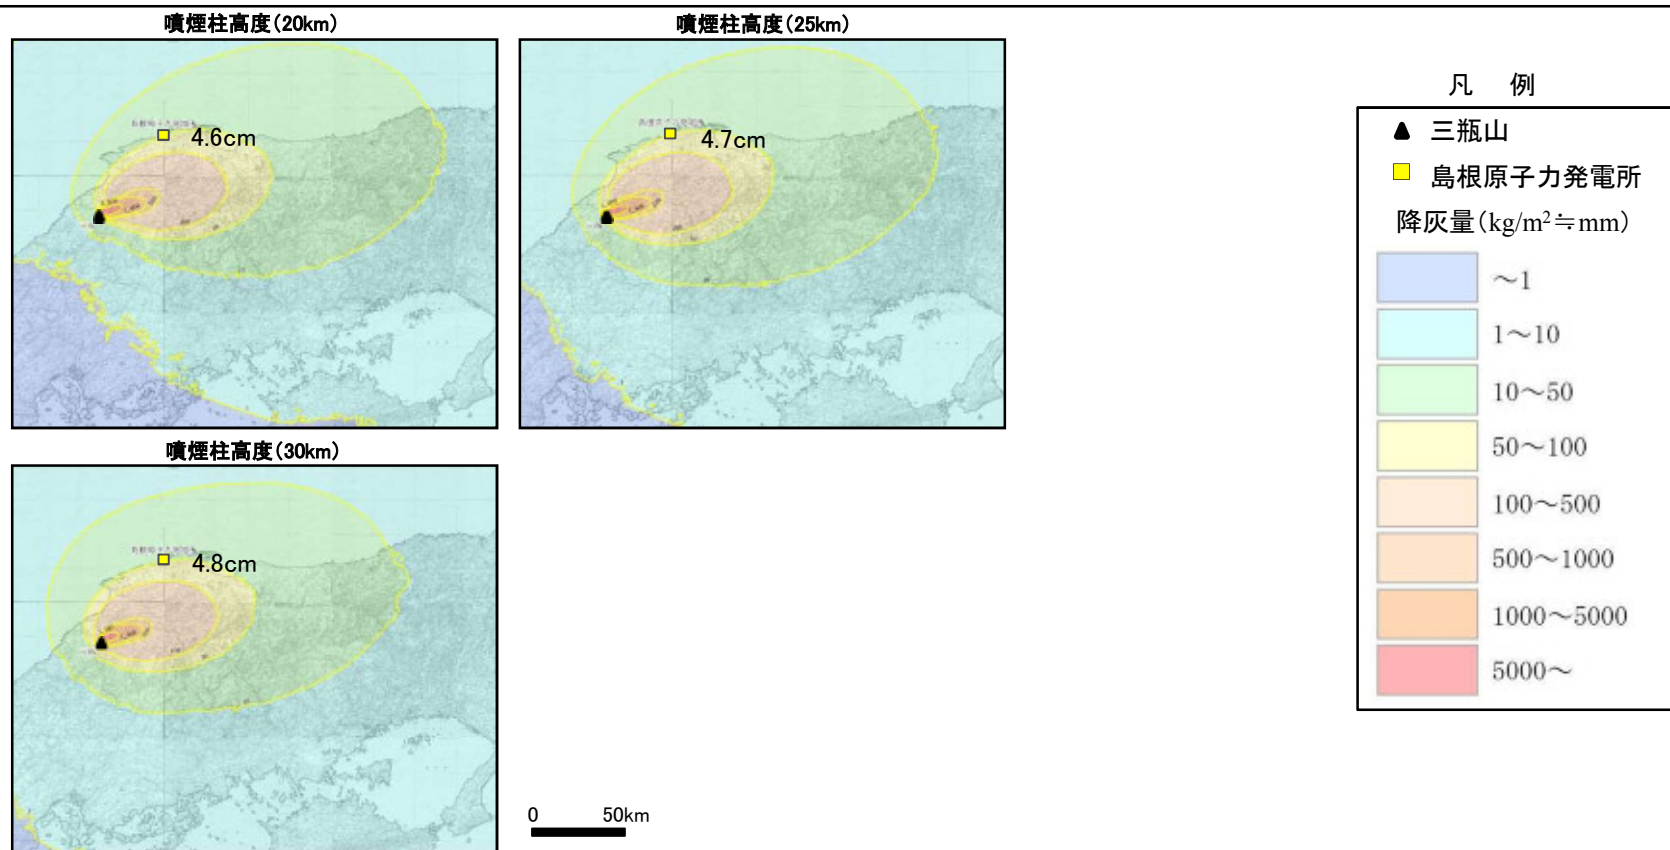 噴煙柱高度(20km)
噴煙柱高度(25km)
4.6cm
4.7cm
噴煙柱高度(30km)
4.8cm
0 50km
凡 例
三瓶山
島根原子力発電所
降灰量(kg/m²≒mm)
～1
1～10
10～50
50～100
100～500
500～1000
1000～5000
5000～